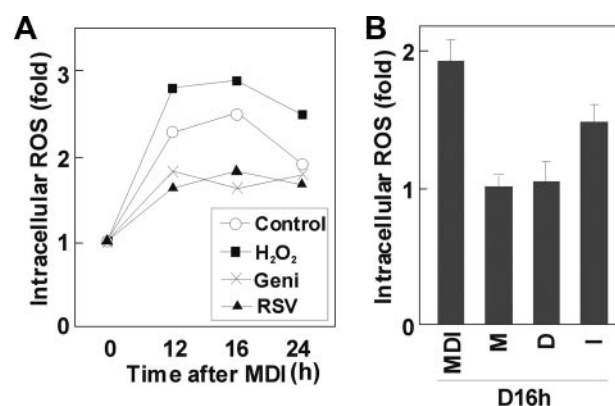 A
Intracellular ROS (fold)
3
2
1
0
0 12 16 24
Time after MDI (h)
Control
H₂O₂
Geni
RSV
B
Intracellular ROS (fold)
2
1
0
MDI M D I
D16h